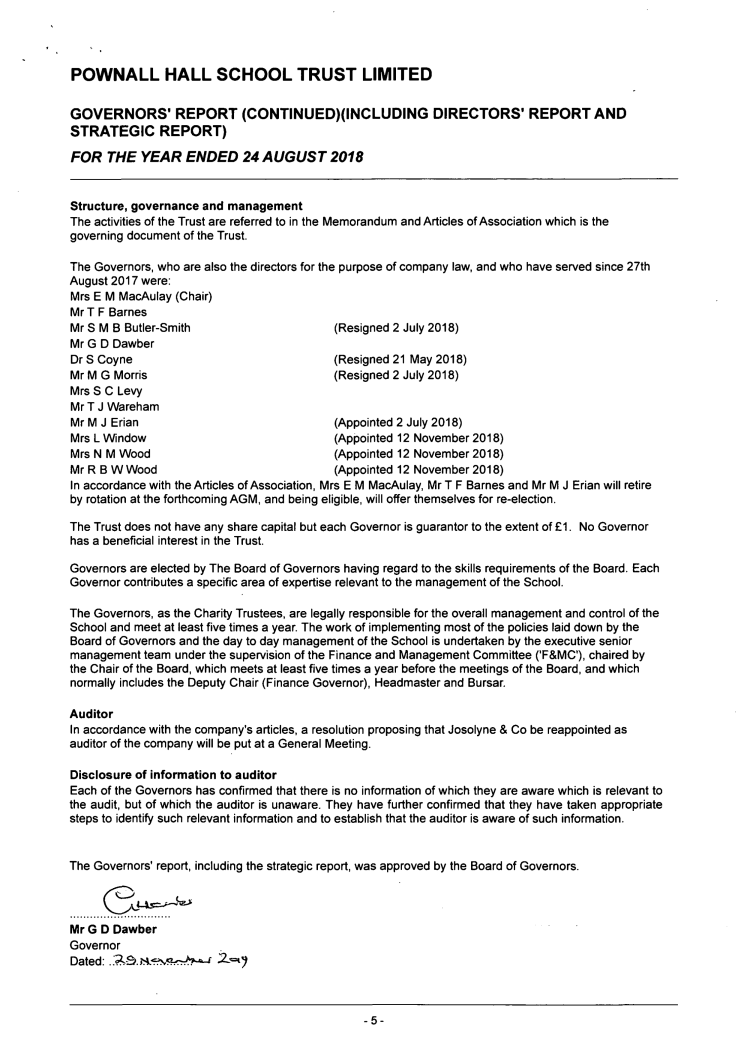 POWNALL HALL SCHOOL TRUST LIMITED
GOVERNORS' REPORT (CONTINUED)(INCLUDING DIRECTORS' REPORT AND
STRATEGIC REPORT)
FOR THE YEAR ENDED 24 AUGUST 2018
Structure, governance and management
The activities of the Trust are referred to in the Memorandum and Articles of Association which is the
governing document of the Trust.
The Governors, who are also the directors for the purpose of company law, and who have served since 27th
August 2017 were:
Mrs E M MacAulay (Chair)
Mr T F Barnes
Mr S M B Butler-Smith (Resigned 2 July 2018)
Mr G D Dawber
Dr S Coyne (Resigned 21 May 2018)
Mr M G Morris (Resigned 2 July 2018)
Mrs S C Levy
Mr T J Wareham
Mr M J Erian (Appointed 2 July 2018)
Mrs L Window (Appointed 12 November 2018)
Mrs N M Wood (Appointed 12 November 2018)
Mr R B W Wood (Appointed 12 November 2018)
In accordance with the Articles of Association, Mrs E M MacAulay, Mr T F Barnes and Mr M J Erian will retire
by rotation at the forthcoming AGM, and being eligible, will offer themselves for re-election.
The Trust does not have any share capital but each Governor is guarantor to the extent of £1. No Governor
has a beneficial interest in the Trust.
Governors are elected by The Board of Governors having regard to the skills requirements of the Board. Each
Governor contributes a specific area of expertise relevant to the management of the School.
The Governors, as the Charity Trustees, are legally responsible for the overall management and control of the
School and meet at least five times a year. The work of implementing most of the policies laid down by the
Board of Governors and the day to day management of the School is undertaken by the executive senior
management team under the supervision of the Finance and Management Committee ('F&MC'), chaired by
the Chair of the Board, which meets at least five times a year before the meetings of the Board, and which
normally includes the Deputy Chair (Finance Governor), Headmaster and Bursar.
Auditor
In accordance with the company's articles, a resolution proposing that Josolyne & Co be reappointed as
auditor of the company will be put at a General Meeting.
Disclosure of information to auditor
Each of the Governors has confirmed that there is no information of which they are aware which is relevant to
the audit, but of which the auditor is unaware. They have further confirmed that they have taken appropriate
steps to identify such relevant information and to establish that the auditor is aware of such information.
The Governors' report, including the strategic report, was approved by the Board of Governors.
Mr G D Dawber
Governor
Dated: November
- 5 -